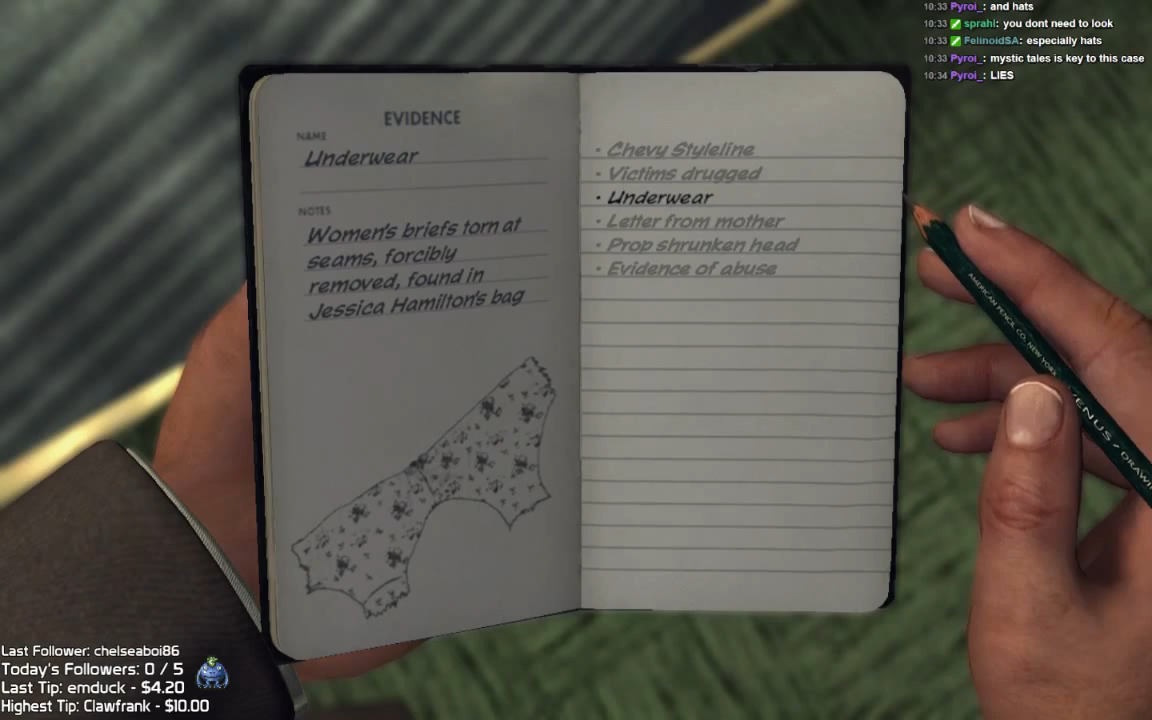 10:33 Pyroi_: and hats
10:33 sprahl: you dont need to look
10:33 FelinoidSA: especially hats
10:33 Pyroi_: mystic tales is key to this case
10:34 Pyroi_: LIES
EVIDENCE
NAME
Underwear
NOTES
Women's briefs torn at
seams, forcibly
removed, found in
Jessica Hamilton's bag
• Chevy Styleline
• Victims drugged
• Underwear
• Letter from mother
• Prop shrunken head
• Evidence of abuse
AMERICAN PENCIL CO. NEW YORK
VENUS / DRAWI
Last Follower: chelseaboi86
Today's Followers: 0 / 5
Last Tip: emduck - $4.20
Highest Tip: Clawfrank - $10.00